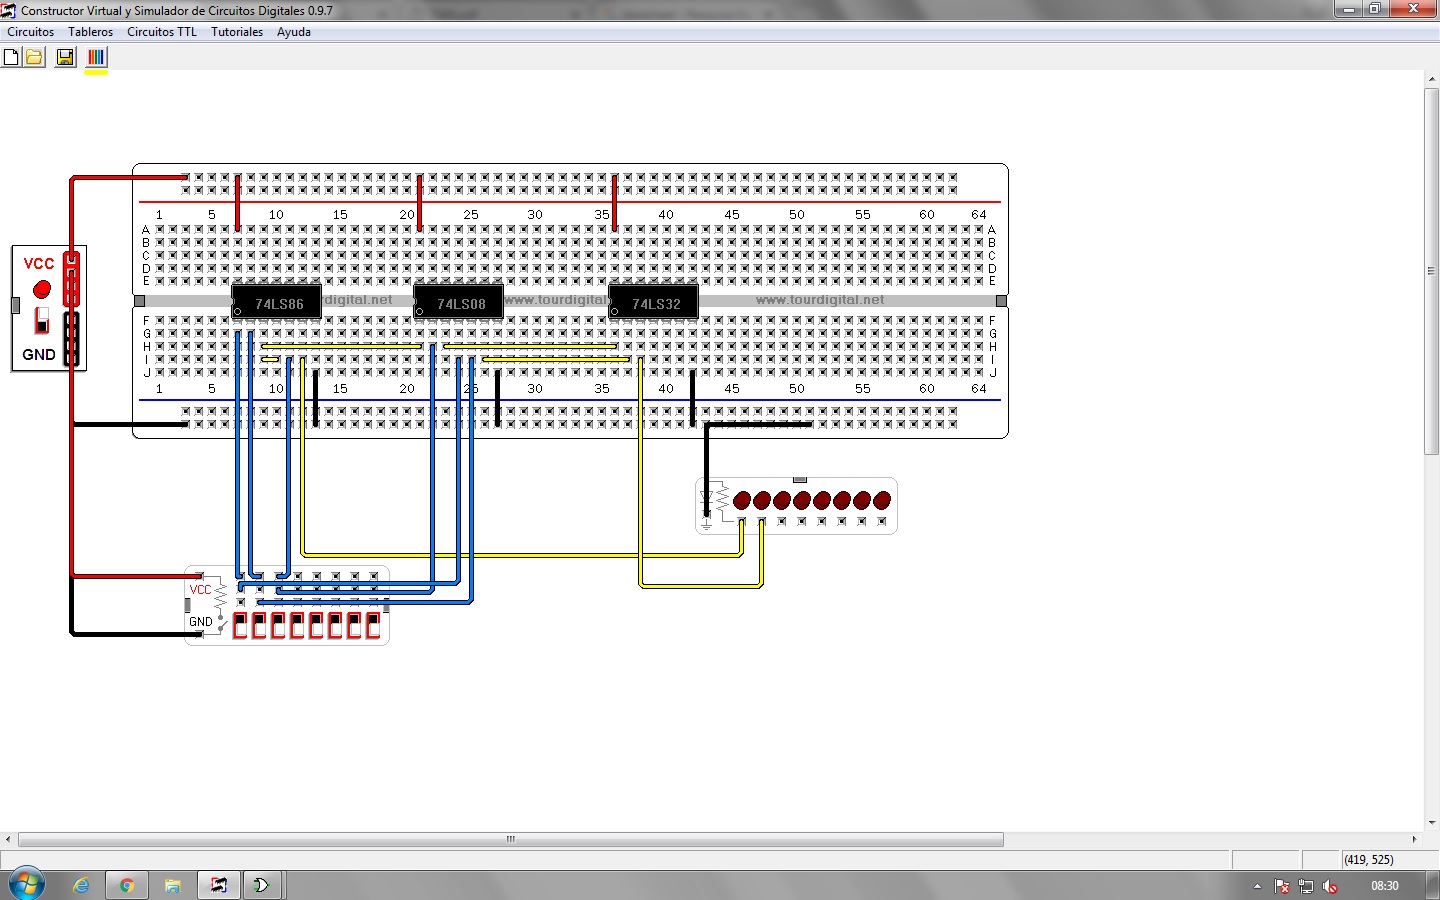 Constructor Virtual y Simulador de Circuitos Digitales 0.9.7
Circuitos Tableros Circuitos TTL Tutoriales Ayuda
1 5 10 15 20 25 30 35 40 45 50 55 60 64
A A
B B
C C
D D
E E
VCC
GND
74LS86 urdigital.net 74LS08 www.tourdigital.net 74LS32 www.tourdigital.net
F F
G G
H H
I I
J J
1 5 10 15 20 25 30 35 40 45 50 55 60 64
VCC
GND
(419, 525)
08:30